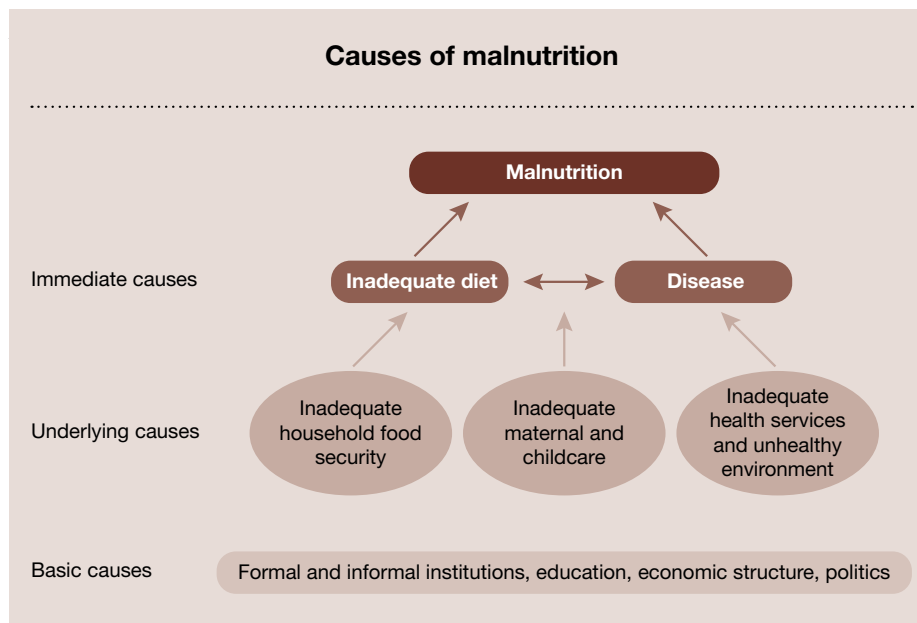 Causes of malnutrition
Malnutrition
Immediate causes
Inadequate diet
Disease
Underlying causes
Inadequate
household food
security
Inadequate
maternal and
childcare
Inadequate
health services
and unhealthy
environment
Basic causes
Formal and informal institutions, education, economic structure, politics